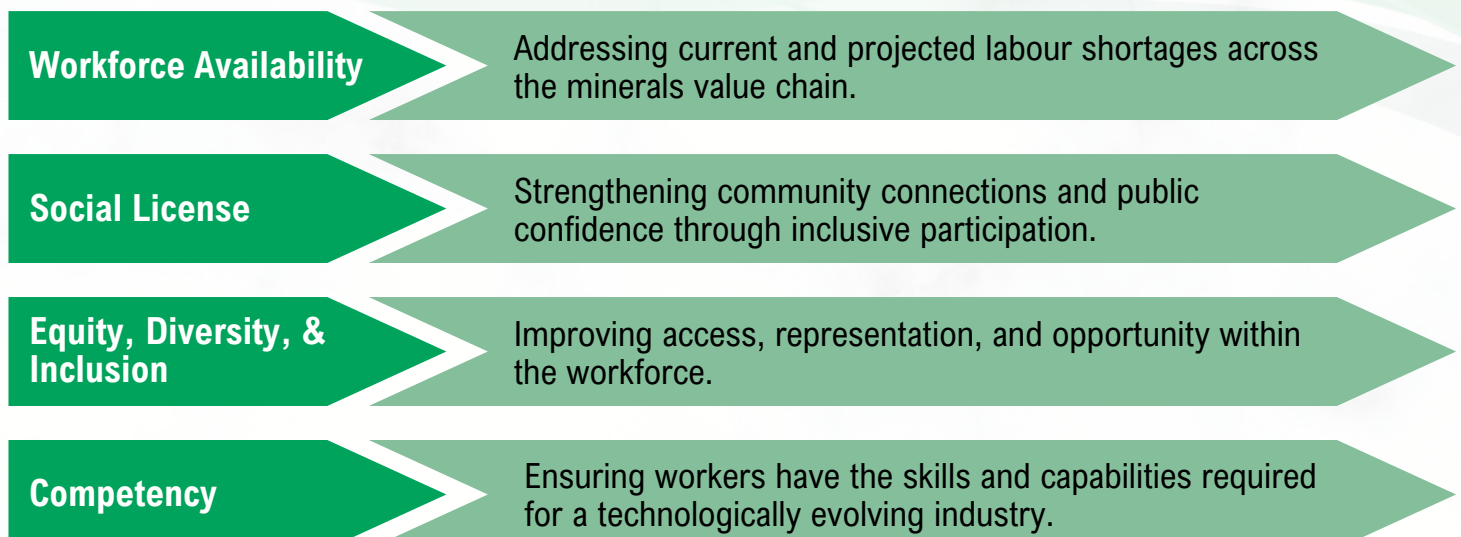 Workforce Availability
Addressing current and projected labour shortages across
the minerals value chain.
Social License
Strengthening community connections and public
confidence through inclusive participation.
Equity, Diversity, &
Inclusion
Improving access, representation, and opportunity within
the workforce.
Competency
Ensuring workers have the skills and capabilities required
for a technologically evolving industry.